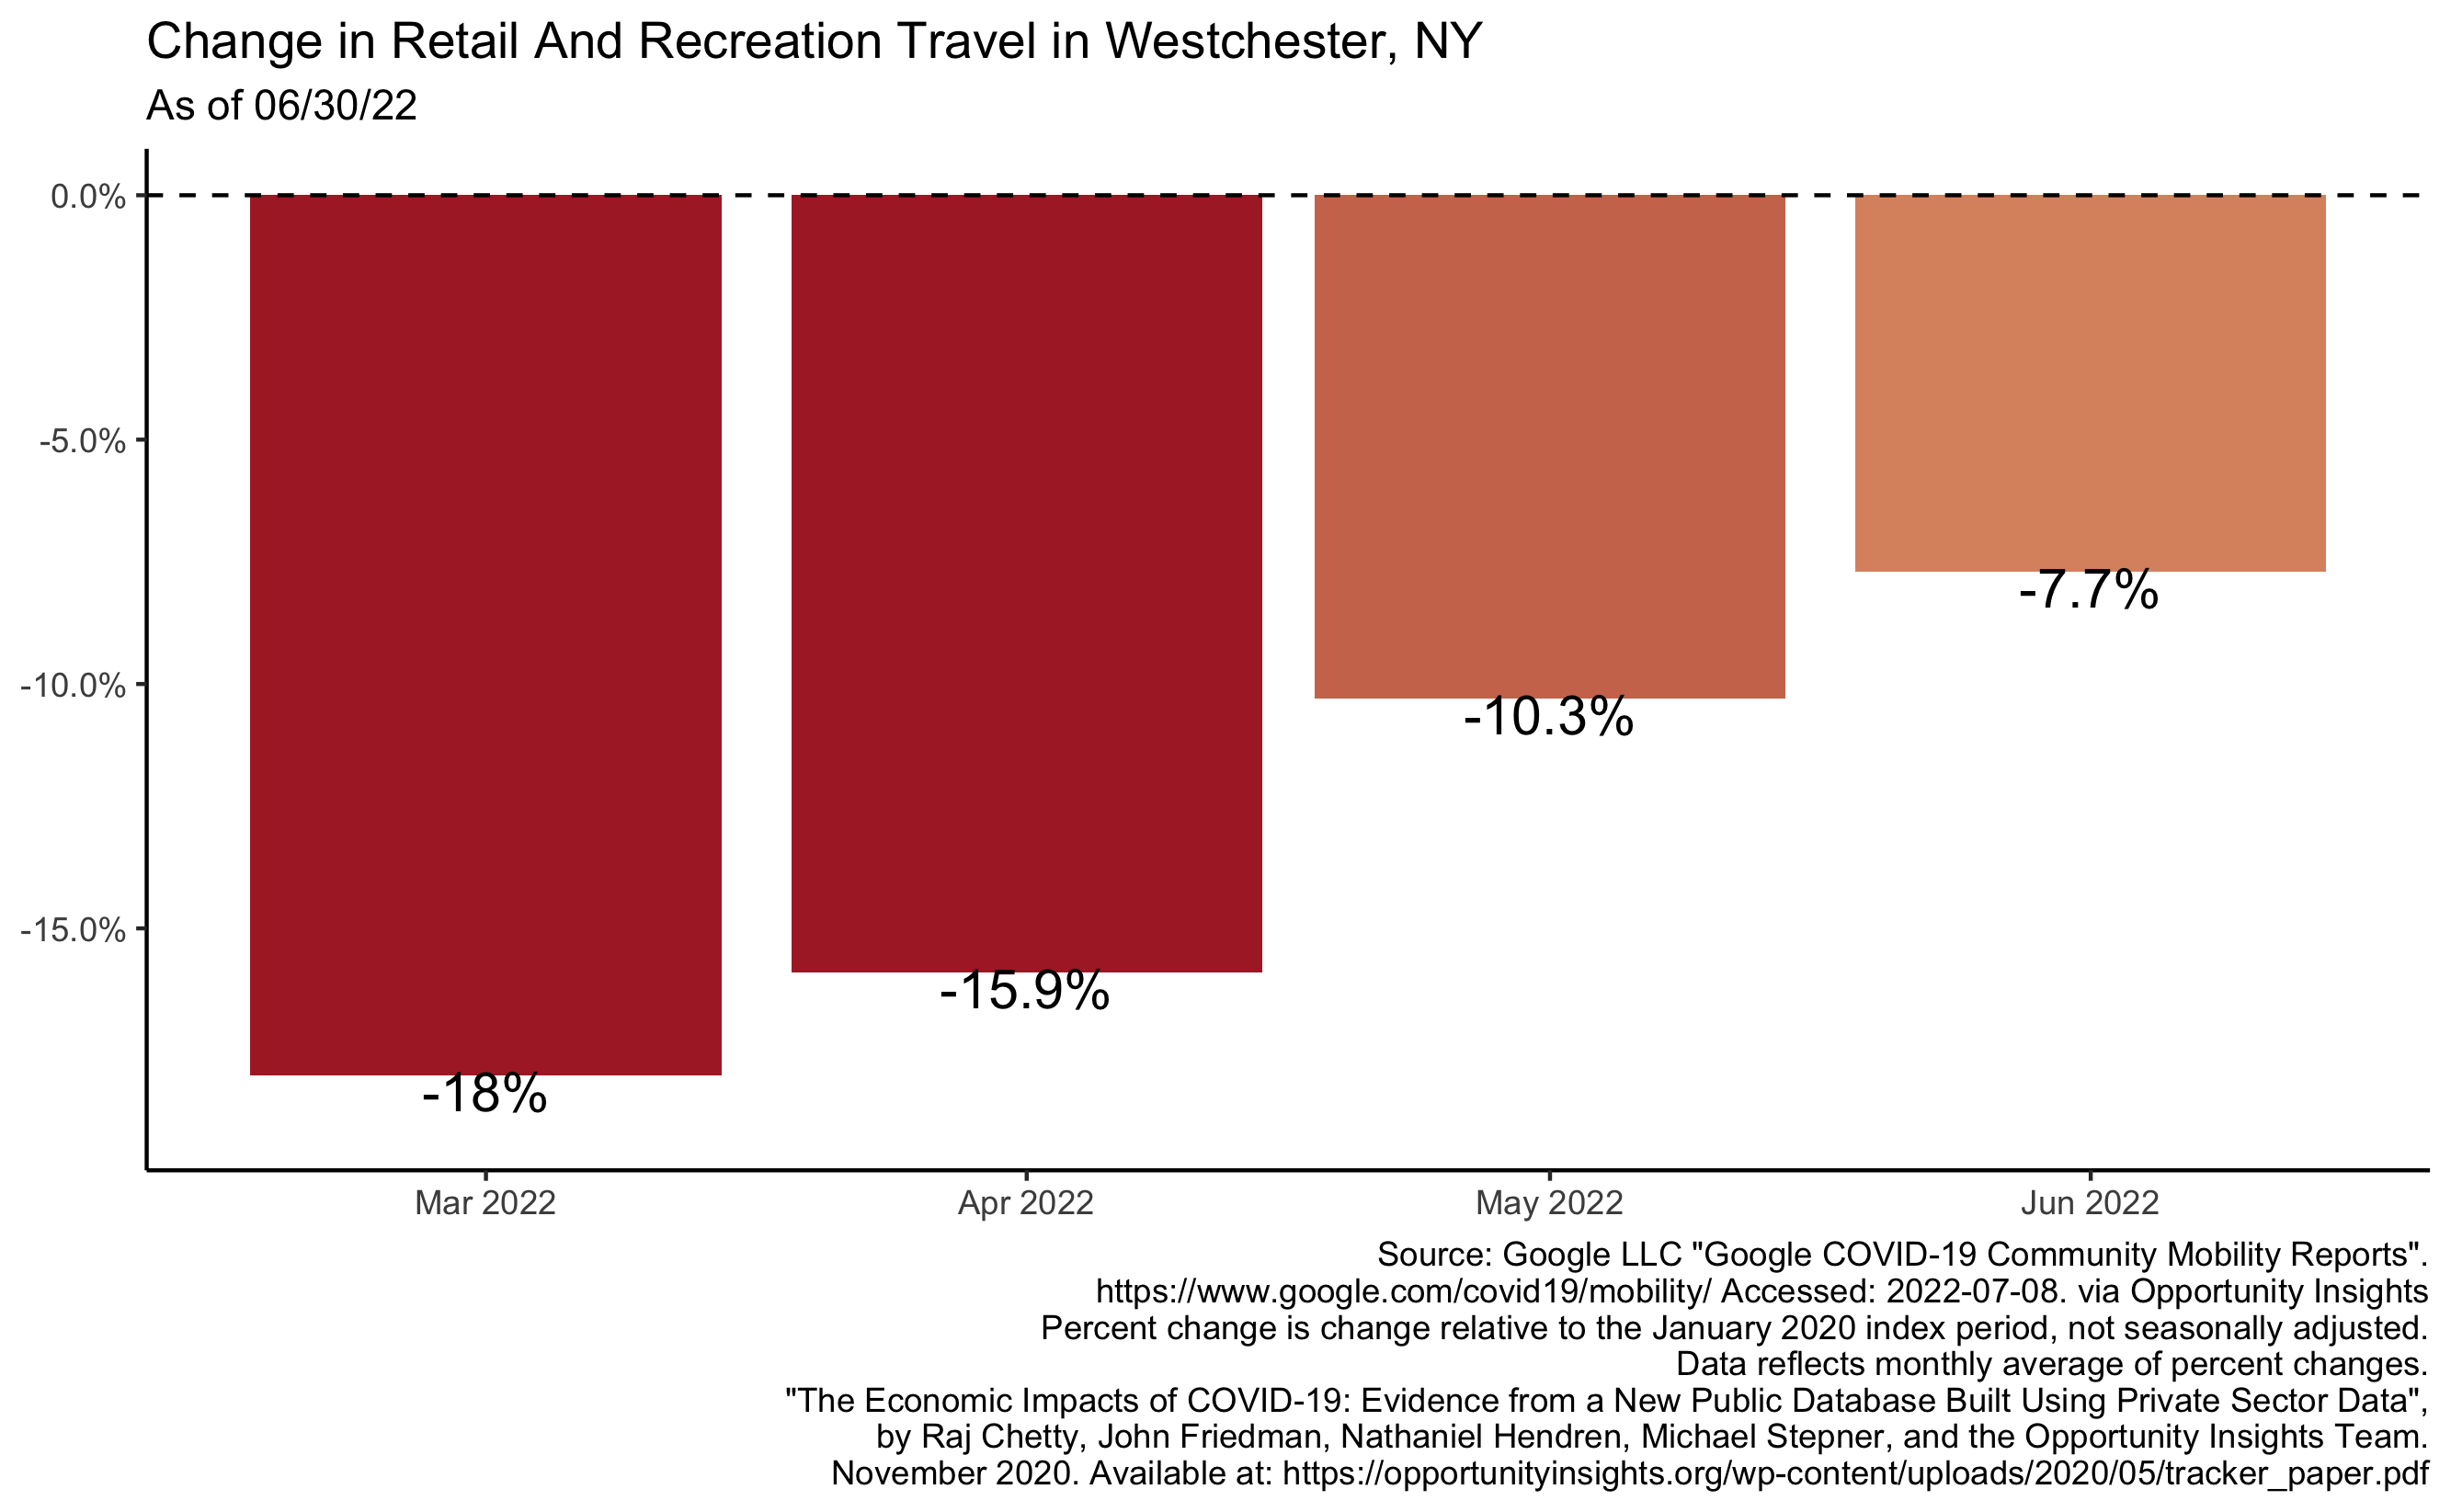 Change in Retail And Recreation Travel in Westchester, NY
As of 06/30/22
0.0%
-5.0%
-10.0%
-15.0%
-18%
-15.9%
-10.3%
-7.7%
Mar 2022
Apr 2022
May 2022
Jun 2022
Source: Google LLC "Google COVID-19 Community Mobility Reports".
https://www.google.com/covid19/mobility/ Accessed: 2022-07-08. via Opportunity Insights
Percent change is change relative to the January 2020 index period, not seasonally adjusted.
Data reflects monthly average of percent changes.
"The Economic Impacts of COVID-19: Evidence from a New Public Database Built Using Private Sector Data",
by Raj Chetty, John Friedman, Nathaniel Hendren, Michael Stepner, and the Opportunity Insights Team.
November 2020. Available at: https://opportunityinsights.org/wp-content/uploads/2020/05/tracker_paper.pdf